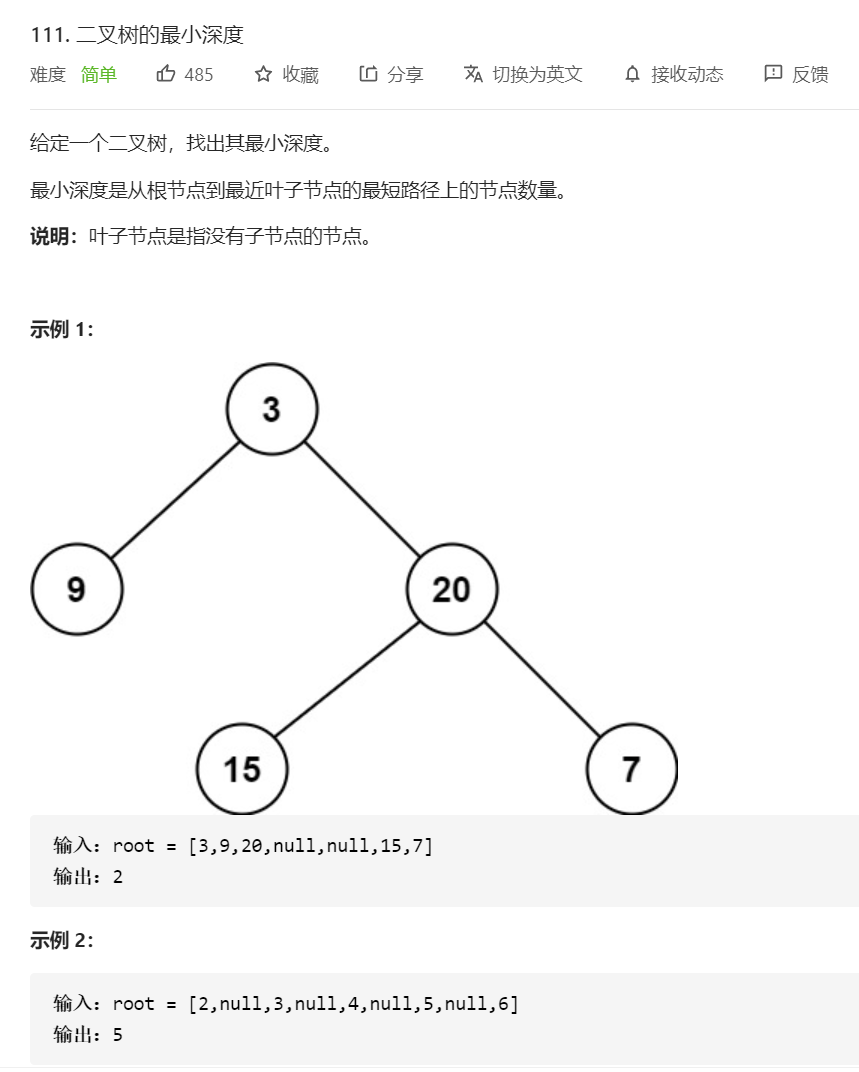 111. 二叉树的最小深度
难度 简单 485 收藏 分享 切换为英文 接收动态 反馈
给定一个二叉树，找出其最小深度。
最小深度是从根节点到最近叶子节点的最短路径上的节点数量。
说明：叶子节点是指没有子节点的节点。
示例 1：
3
9
20
15
7
输入：root = [3,9,20,null,null,15,7]
输出：2
示例 2：
输入：root = [2,null,3,null,4,null,5,null,6]
输出：5